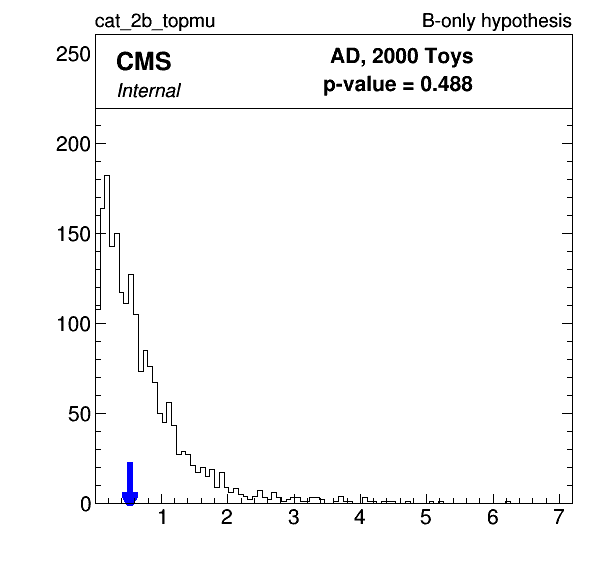 cat_2b_topmu
B-only hypothesis
250
CMS
AD, 2000 Toys
Internal
p-value = 0.488
200
150
100
50
0
1 2 3 4 5 6 7